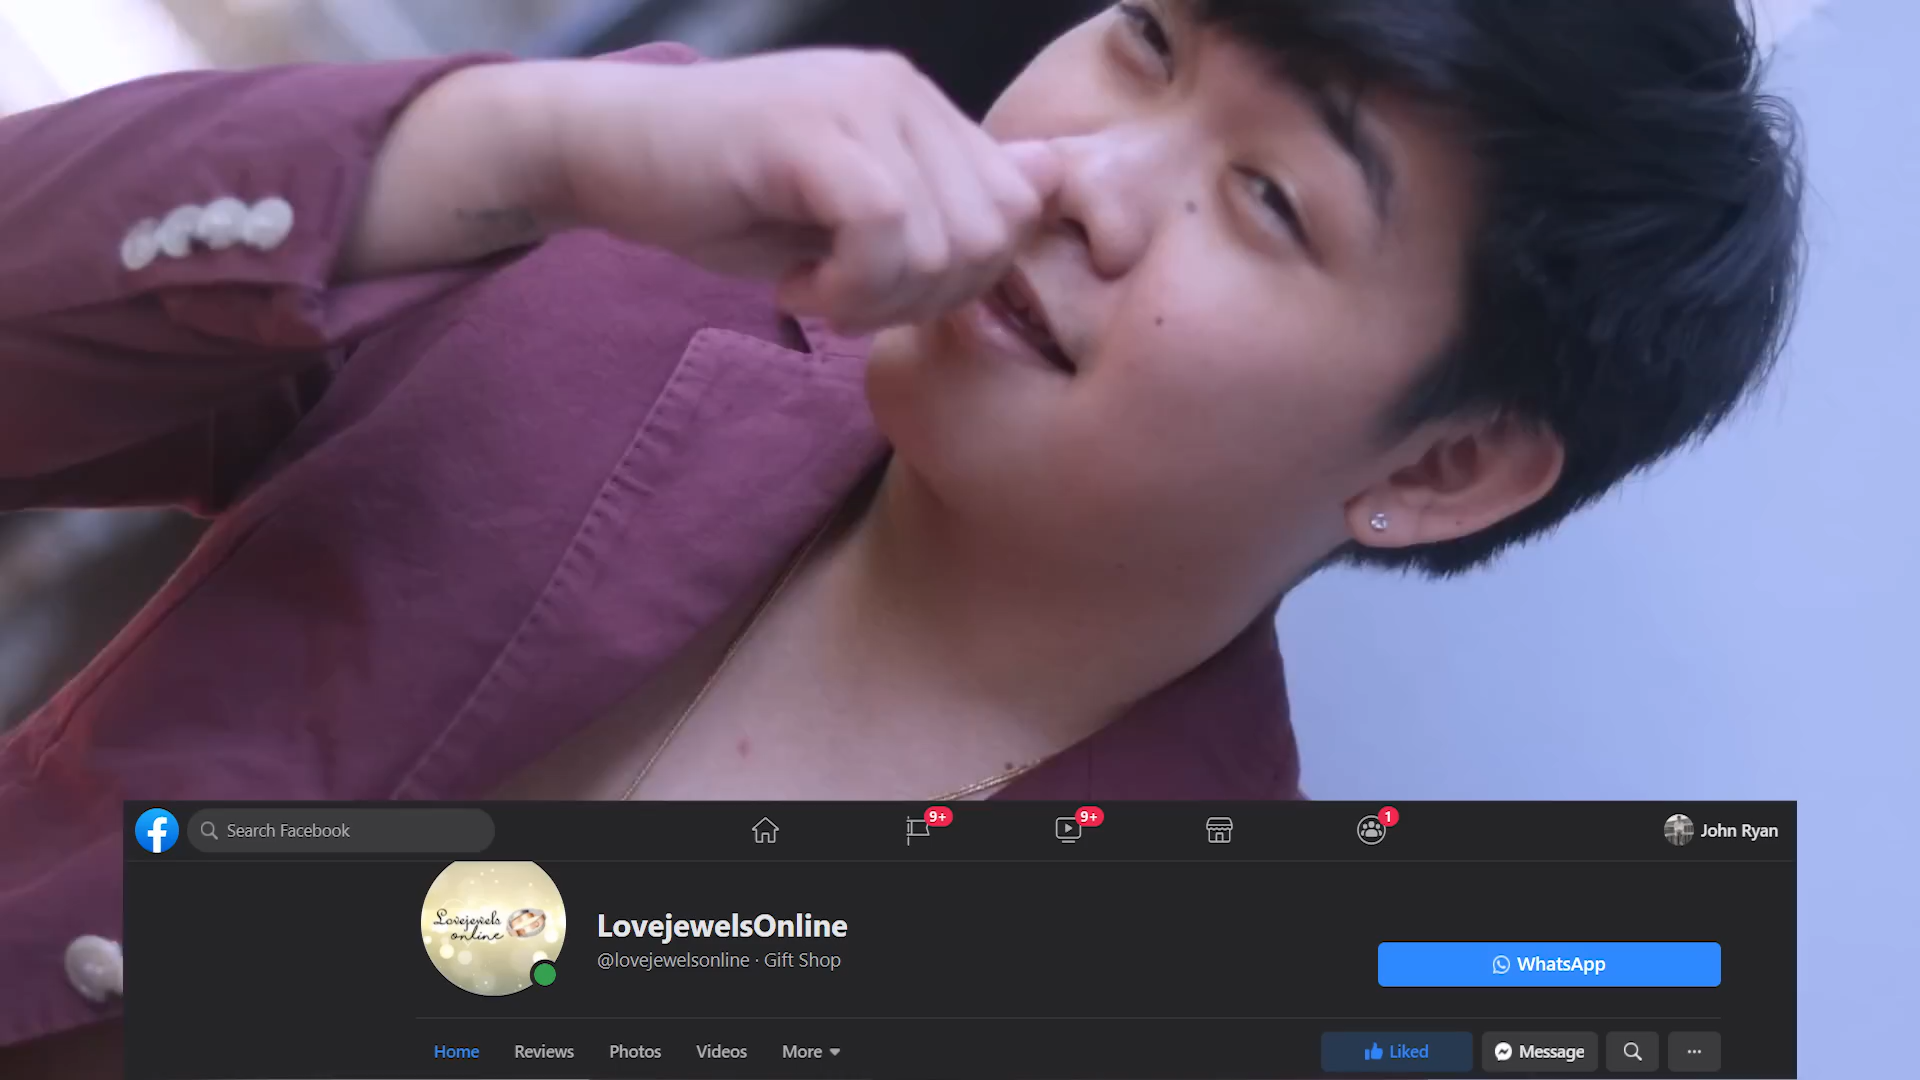 Search Facebook
9+
9+
1
John Ryan
Lovejewels
online
LovejewelsOnline
@lovejewelsonline · Gift Shop
WhatsApp
Home
Reviews
Photos
Videos
More
Liked
Message